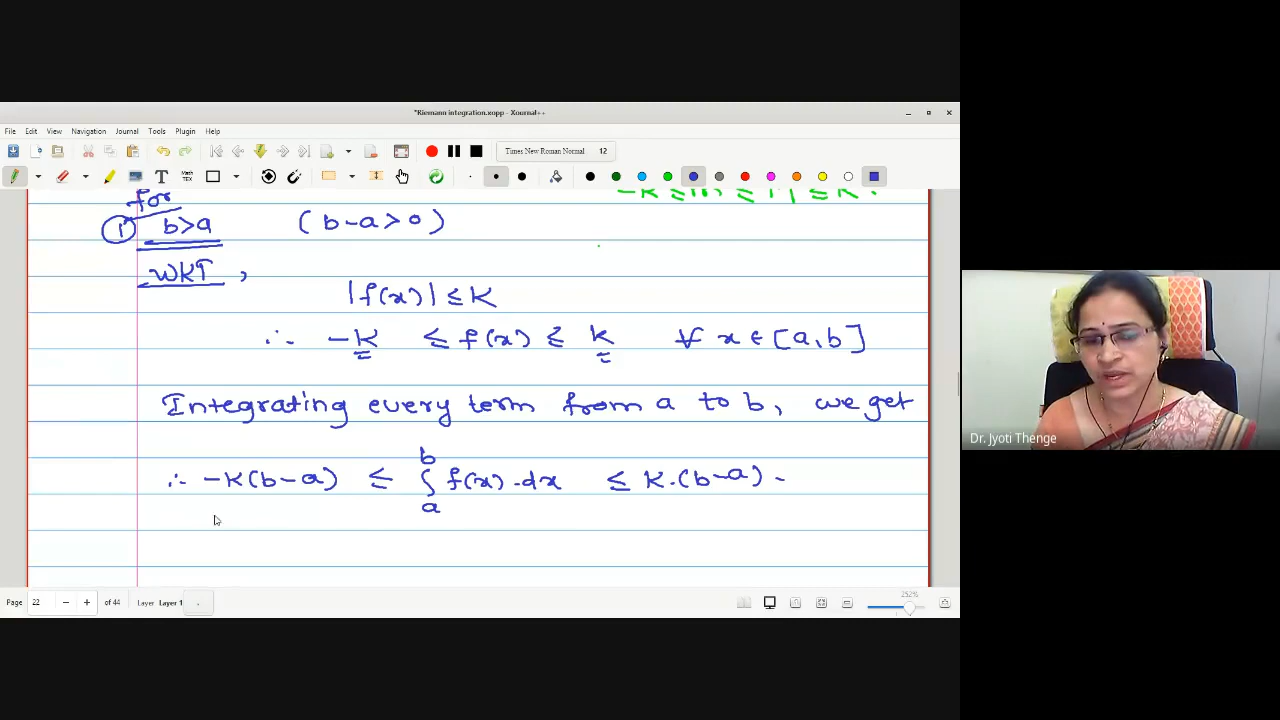 *Riemann integration.xopp - Xournal++
File Edit View Navigation Journal Tools Plugin Help
Times New Roman Normal 12
-K ≤ m ≤ M ≤ K.
for
① b>a (b-a>0)
WKT,
|f(x)| ≤ K
∴ -k ≤ f(x) ≤ k ∀ x ∈ [a,b]
Integrating every term from a to b, we get
∴ -K(b-a) ≤ ∫ₐᵇ f(x).dx ≤ K.(b-a) -
Page 22 of 44 Layer Layer 1
252%
Dr. Jyoti Thenge